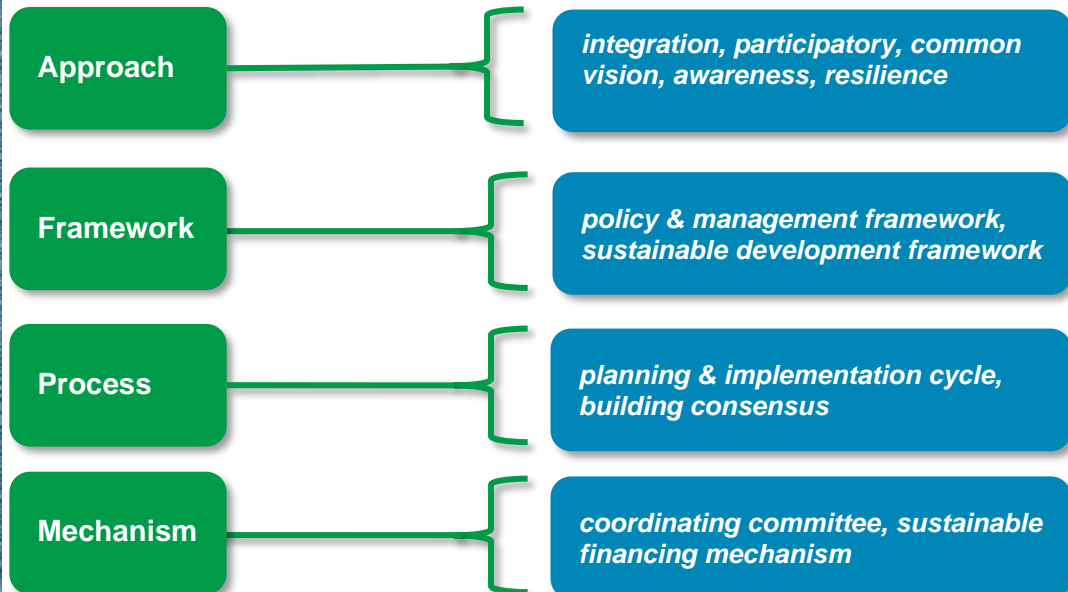 Approach
integration, participatory, common
vision, awareness, resilience
Framework
policy & management framework,
sustainable development framework
Process
planning & implementation cycle,
building consensus
Mechanism
coordinating committee, sustainable
financing mechanism